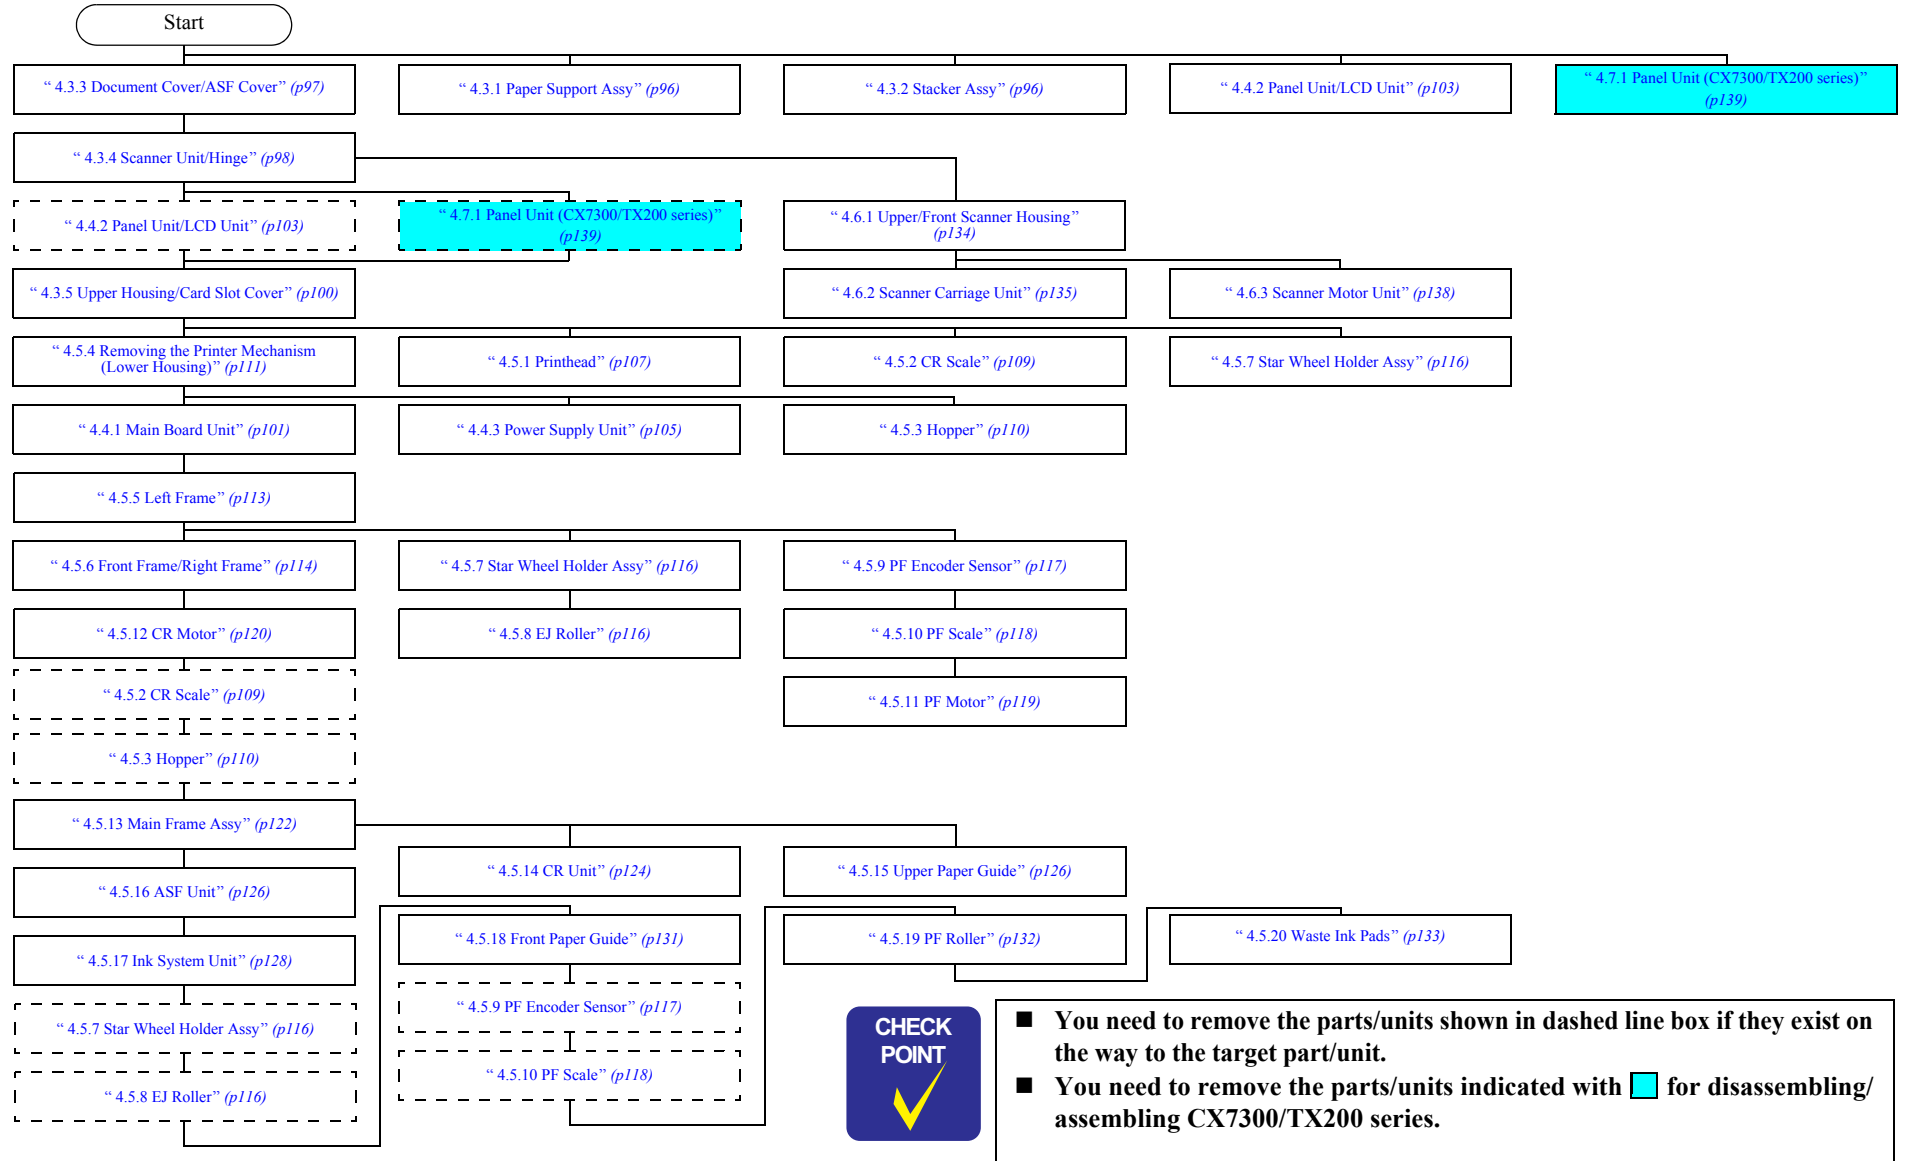 Start
“ 4.3.3 Document Cover/ASF Cover” (p97)
“ 4.3.1 Paper Support Assy” (p96)
“ 4.3.2 Stacker Assy” (p96)
“ 4.4.2 Panel Unit/LCD Unit” (p103)
“ 4.7.1 Panel Unit (CX7300/TX200 series)”
(p139)
“ 4.3.4 Scanner Unit/Hinge” (p98)
“ 4.4.2 Panel Unit/LCD Unit” (p103)
“ 4.7.1 Panel Unit (CX7300/TX200 series)”
(p139)
“ 4.6.1 Upper/Front Scanner Housing”
(p134)
“ 4.3.5 Upper Housing/Card Slot Cover” (p100)
“ 4.6.2 Scanner Carriage Unit” (p135)
“ 4.6.3 Scanner Motor Unit” (p138)
“ 4.5.4 Removing the Printer Mechanism
(Lower Housing)” (p111)
“ 4.5.1 Printhead” (p107)
“ 4.5.2 CR Scale” (p109)
“ 4.5.7 Star Wheel Holder Assy” (p116)
“ 4.4.1 Main Board Unit” (p101)
“ 4.4.3 Power Supply Unit” (p105)
“ 4.5.3 Hopper” (p110)
“ 4.5.5 Left Frame” (p113)
“ 4.5.6 Front Frame/Right Frame” (p114)
“ 4.5.7 Star Wheel Holder Assy” (p116)
“ 4.5.9 PF Encoder Sensor” (p117)
“ 4.5.12 CR Motor” (p120)
“ 4.5.8 EJ Roller” (p116)
“ 4.5.10 PF Scale” (p118)
“ 4.5.2 CR Scale” (p109)
“ 4.5.11 PF Motor” (p119)
“ 4.5.3 Hopper” (p110)
“ 4.5.13 Main Frame Assy” (p122)
“ 4.5.14 CR Unit” (p124)
“ 4.5.15 Upper Paper Guide” (p126)
“ 4.5.16 ASF Unit” (p126)
“ 4.5.18 Front Paper Guide” (p131)
“ 4.5.19 PF Roller” (p132)
“ 4.5.20 Waste Ink Pads” (p133)
“ 4.5.17 Ink System Unit” (p128)
“ 4.5.9 PF Encoder Sensor” (p117)
“ 4.5.7 Star Wheel Holder Assy” (p116)
“ 4.5.10 PF Scale” (p118)
“ 4.5.8 EJ Roller” (p116)
CHECK
POINT
■ You need to remove the parts/units shown in dashed line box if they exist on
the way to the target part/unit.
■ You need to remove the parts/units indicated with for disassembling/
assembling CX7300/TX200 series.